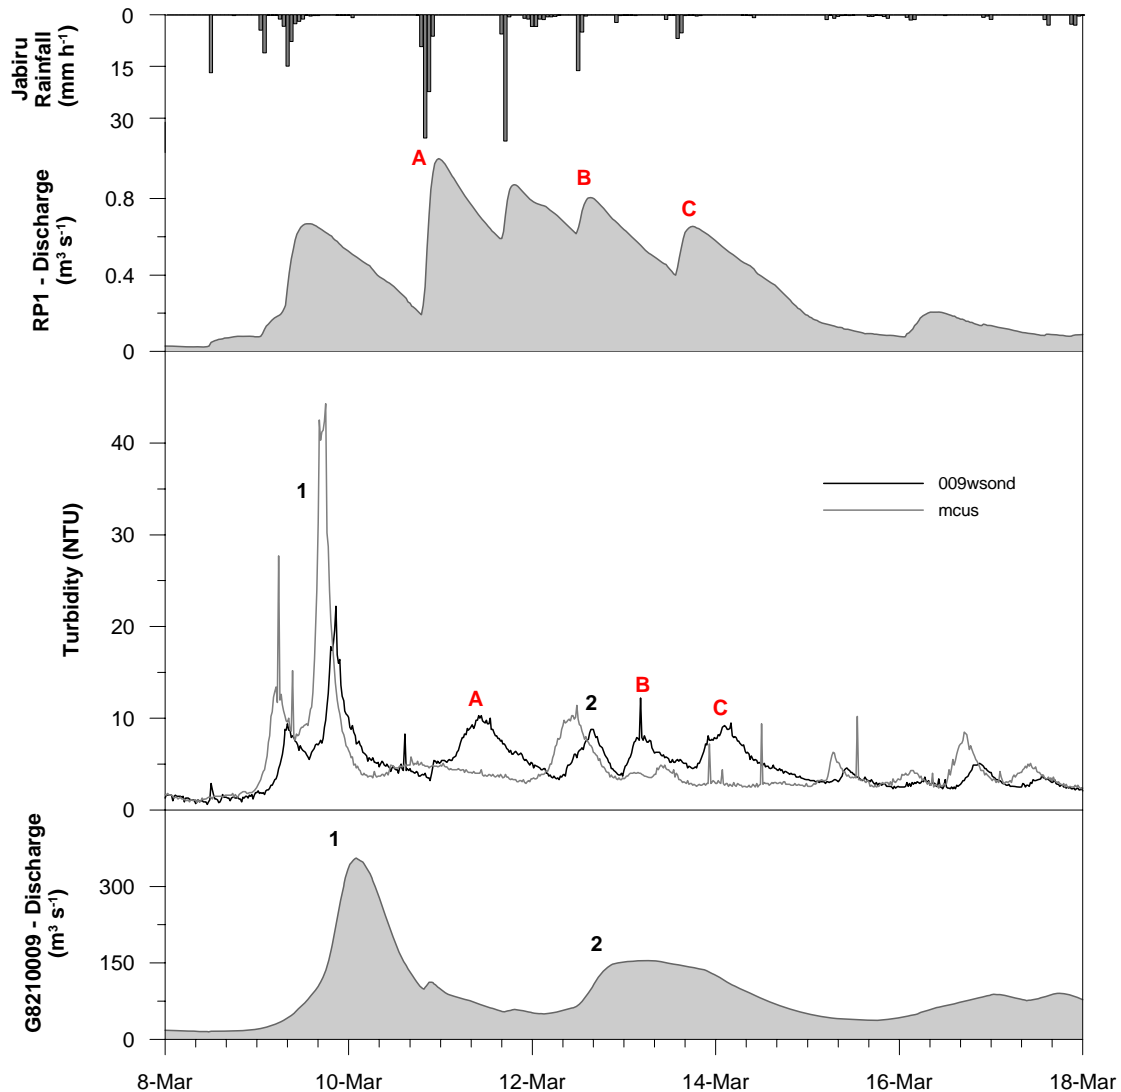 Jabiru
Rainfall
(mm h⁻¹)
0
15
30
RP1 - Discharge
(m³ s⁻¹)
0.8
0.4
0
A
B
C
Turbidity (NTU)
40
30
20
10
0
1
A
2
B
C
009wsond
mcus
G8210009 - Discharge
(m³ s⁻¹)
300
150
0
1
2
8-Mar 10-Mar 12-Mar 14-Mar 16-Mar 18-Mar